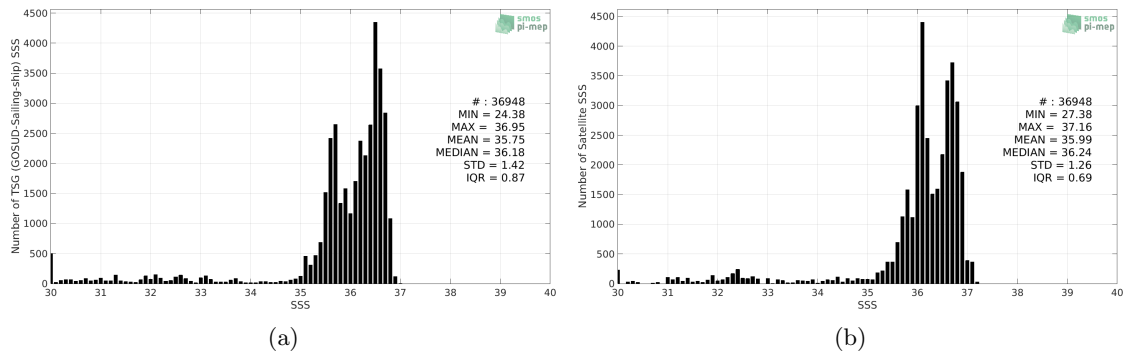 Number of TSG (GOSUD-Sailing-ship) SSS
4500
4000
3500
3000
2500
2000
1500
1000
500
0
30 31 32 33 34 35 36 37 38 39 40
SSS
smos
pi-mep
# : 36948
MIN = 24.38
MAX = 36.95
MEAN = 35.75
MEDIAN = 36.18
STD = 1.42
IQR = 0.87
(a)
Number of Satellite SSS
4500
4000
3500
3000
2500
2000
1500
1000
500
0
30 31 32 33 34 35 36 37 38 39 40
SSS
smos
pi-mep
# : 36948
MIN = 27.38
MAX = 37.16
MEAN = 35.99
MEDIAN = 36.24
STD = 1.26
IQR = 0.69
(b)